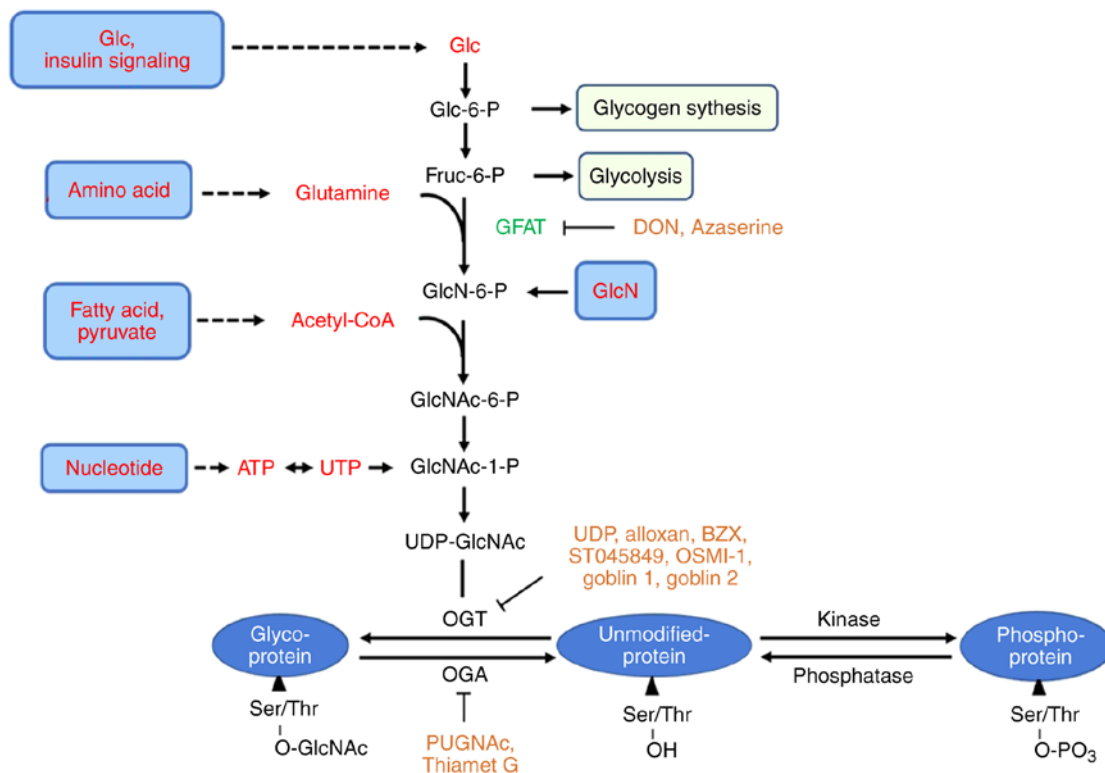 Glc,
insulin signaling
Glc
Glc-6-P
Glycogen sythesis
Fruc-6-P
Glycolysis
Amino acid
Glutamine
GFAT
DON, Azaserine
GlcN-6-P
GlcN
Fatty acid,
pyruvate
Acetyl-CoA
GlcNAc-6-P
Nucleotide
ATP
UTP
GlcNAc-1-P
UDP-GlcNAc
UDP, alloxan, BZX,
ST045849, OSMI-1,
goblin 1, goblin 2
Glyco-
protein
OGT
OGA
Unmodified-
protein
Kinase
Phosphatase
Phospho-
protein
Ser/Thr
O-GlcNAc
PUGNAc,
Thiamet G
Ser/Thr
OH
Ser/Thr
O-PO₃